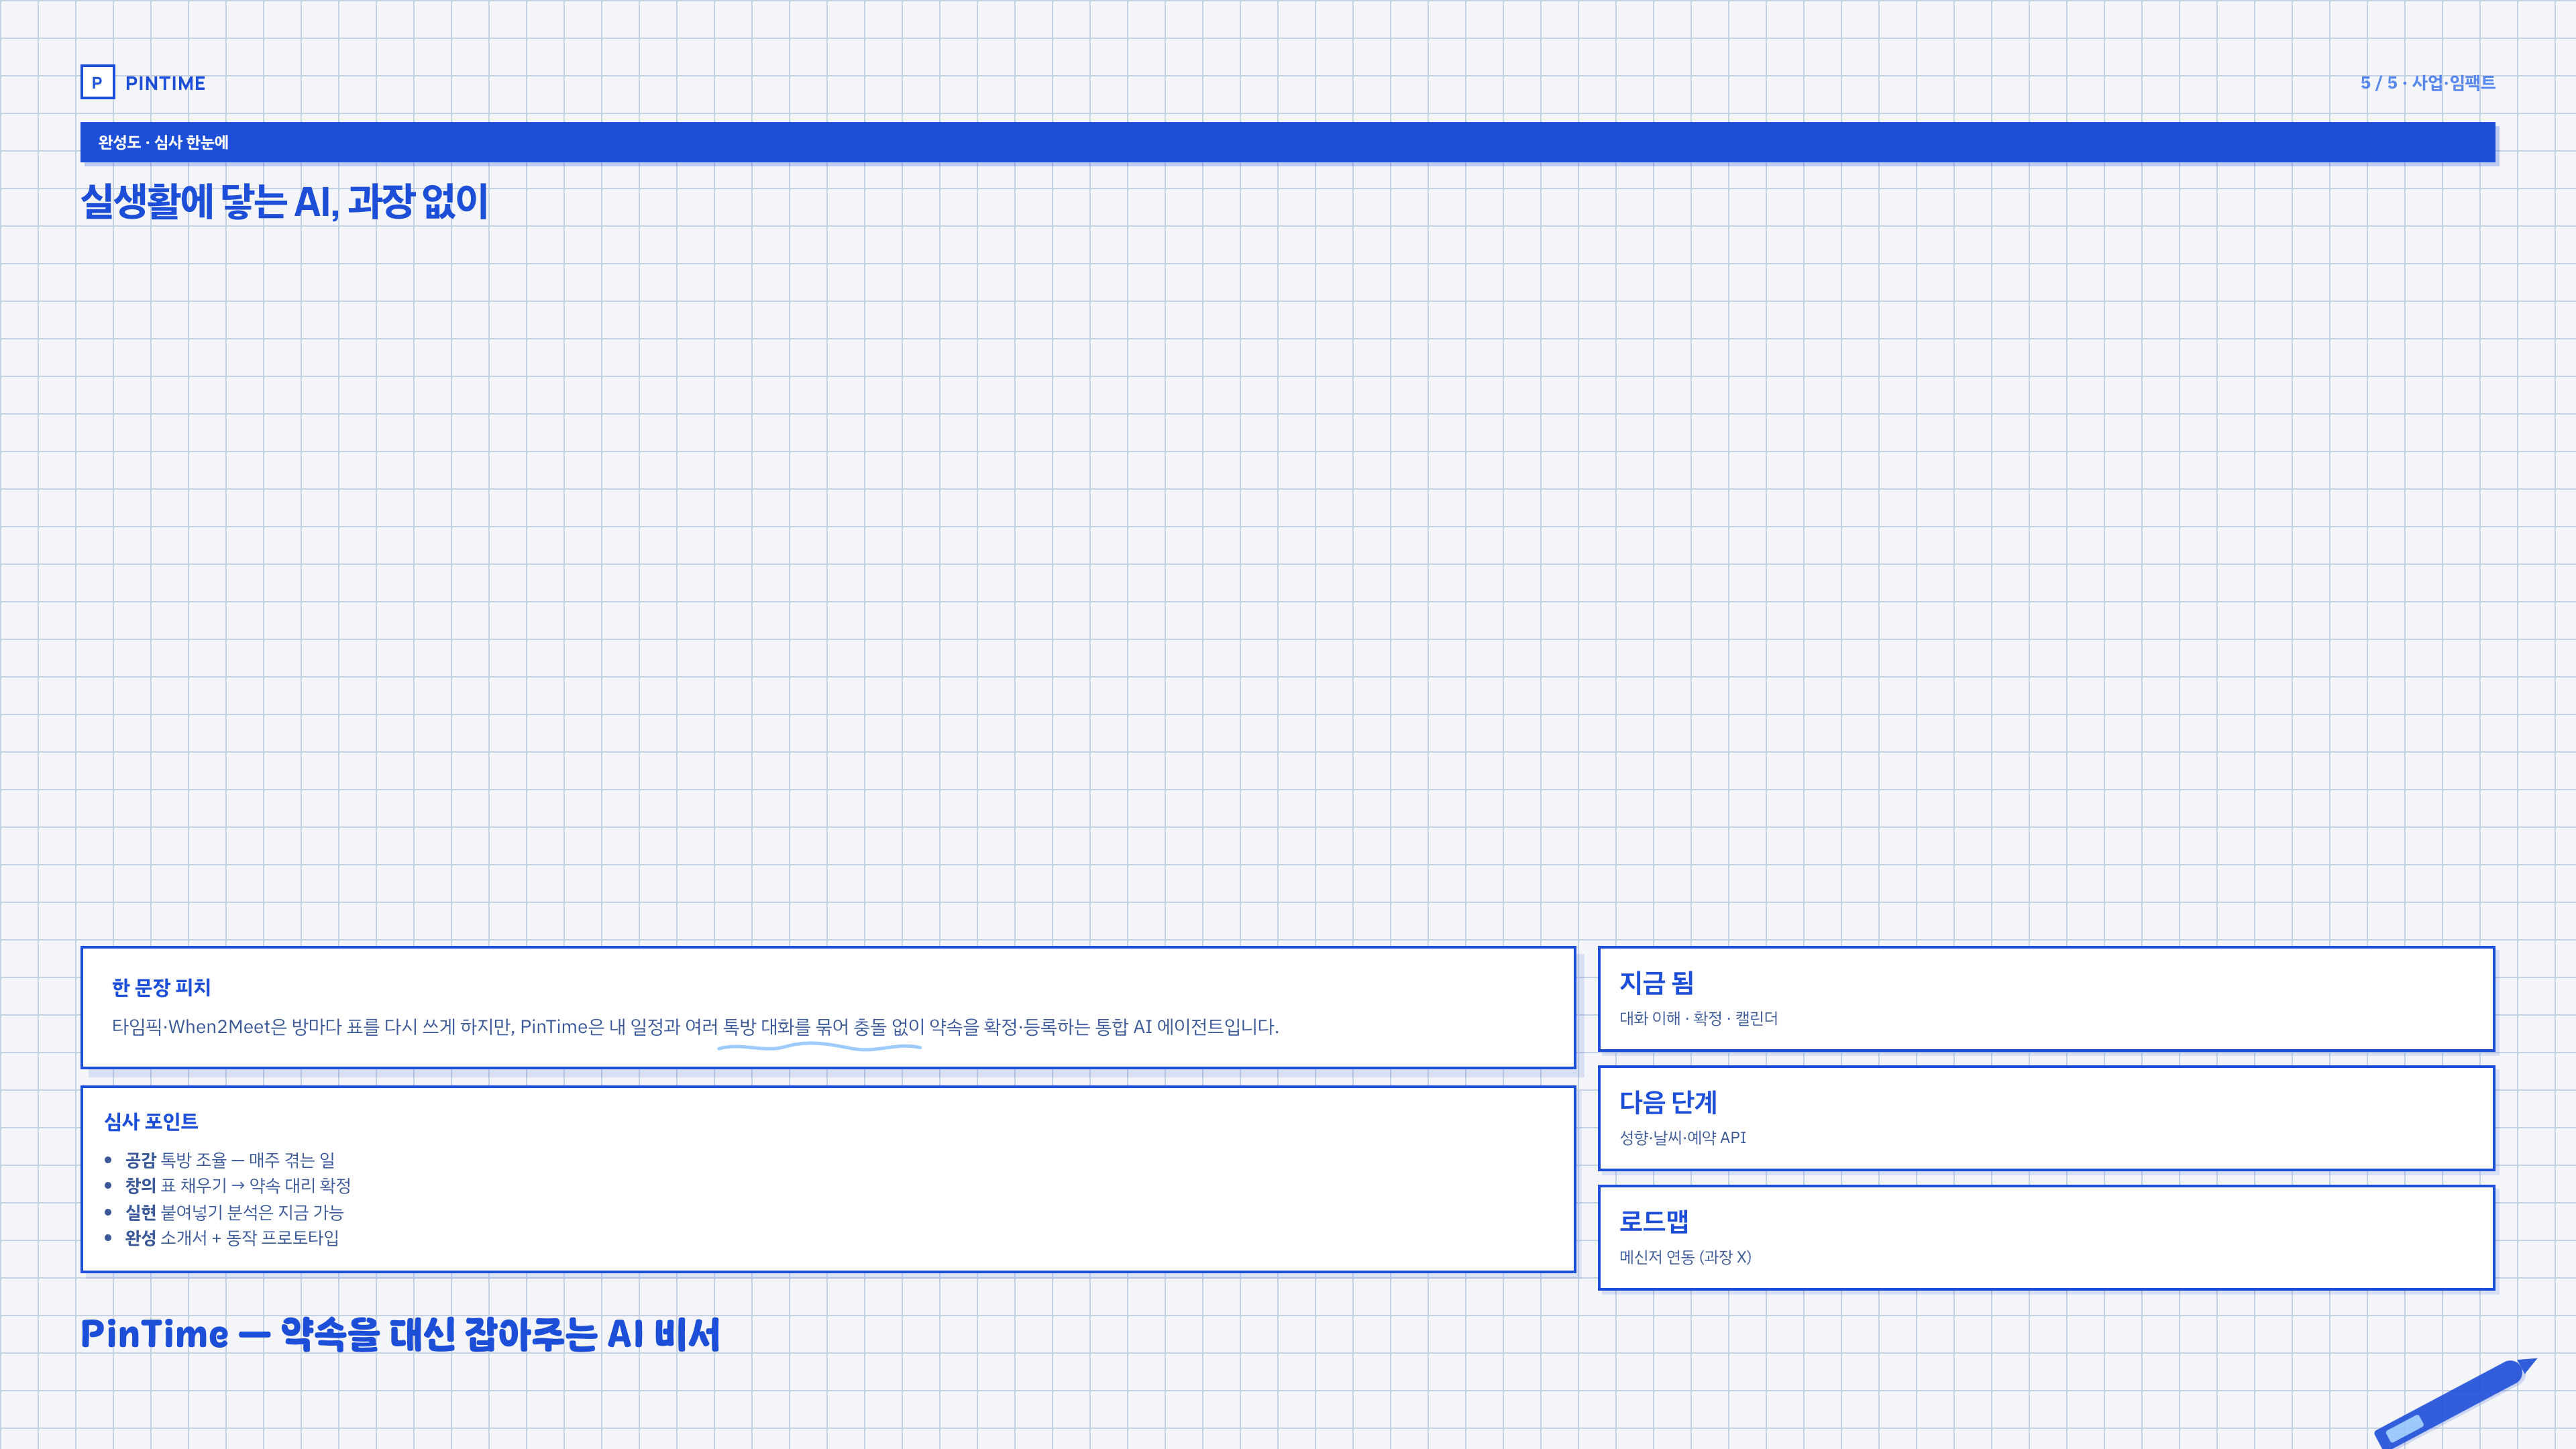 P PINTIME
5 / 5 · 사업·임팩트
완성도 · 심사 한눈에
실생활에 닿는 AI, 과장 없이
한 문장 피치
타임픽·When2Meet은 방마다 표를 다시 쓰게 하지만, PinTime은 내 일정과 여러 톡방 대화를 묶어 충돌 없이 약속을 확정·등록하는 통합 AI 에이전트입니다.
심사 포인트
• 공감 톡방 조율 — 매주 겪는 일
• 창의 표 채우기 → 약속 대리 확정
• 실현 붙여넣기 분석은 지금 가능
• 완성 소개서 + 동작 프로토타입
지금 됨
대화 이해 · 확정 · 캘린더
다음 단계
성향·날씨·예약 API
로드맵
메신저 연동 (과장 X)
PinTime — 약속을 대신 잡아주는 AI 비서